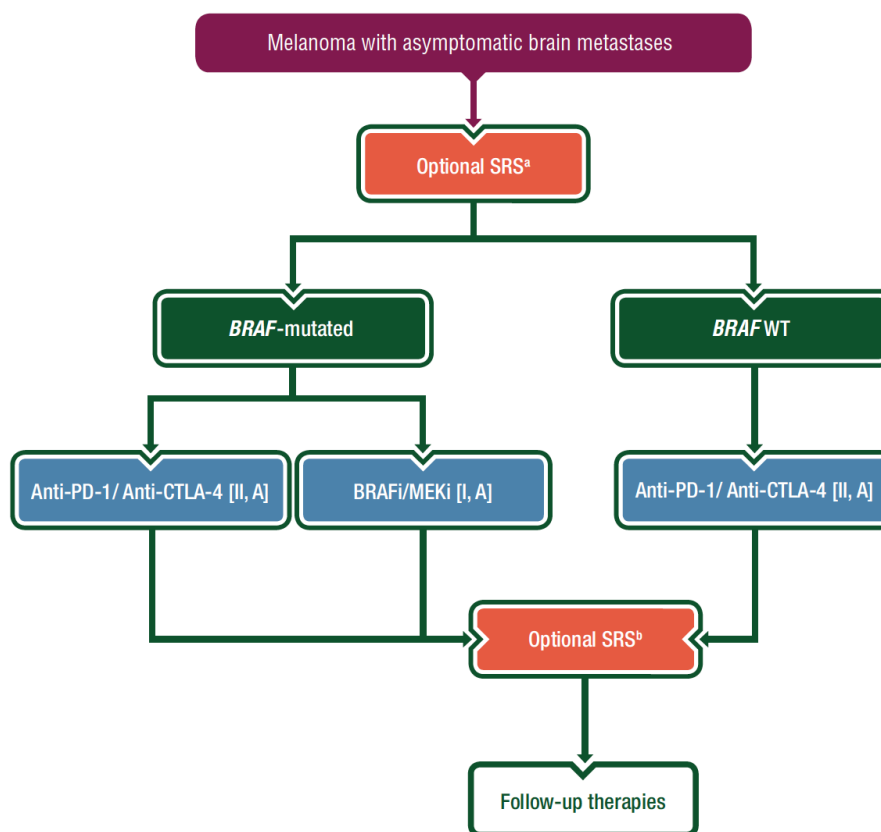 Melanoma with asymptomatic brain metastases
Optional SRSᵃ
BRAF-mutated
BRAF WT
Anti-PD-1/ Anti-CTLA-4 [II, A]
BRAFi/MEKi [I, A]
Anti-PD-1/ Anti-CTLA-4 [II, A]
Optional SRSᵇ
Follow-up therapies